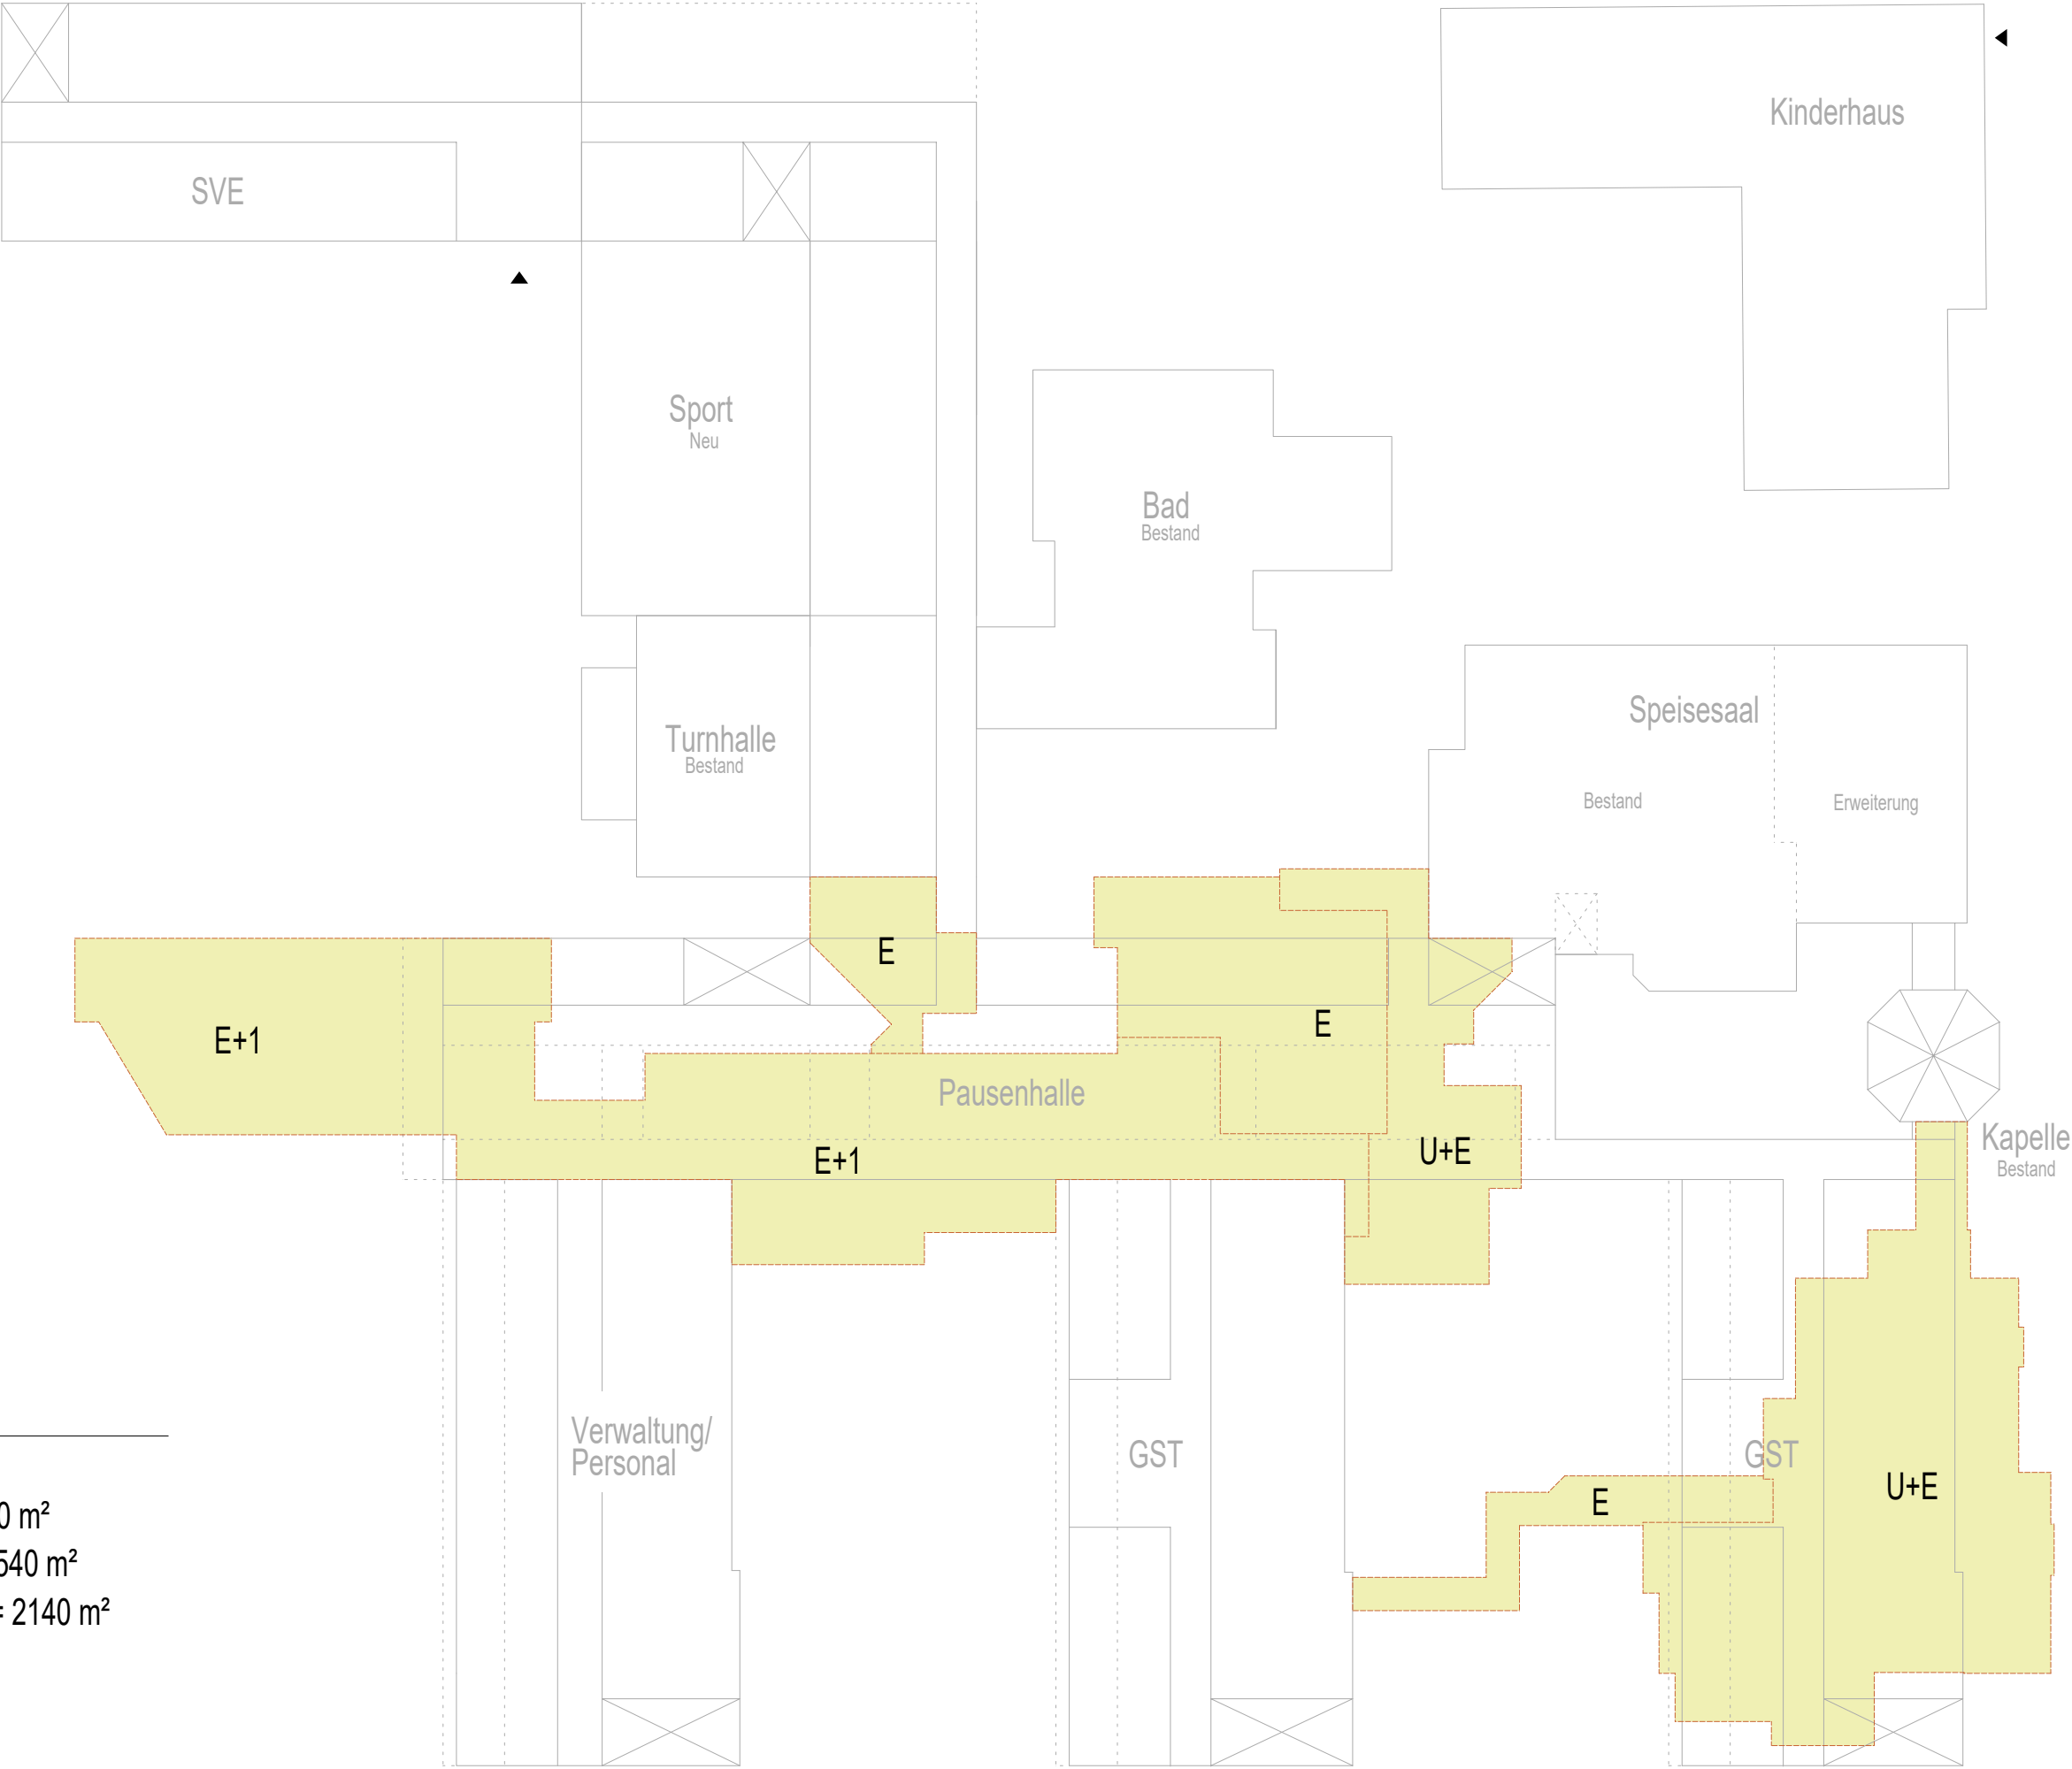 Kinderhaus
SVE
Sport
Neu
Bad
Bestand
Speisesaal
Turnhalle
Bestand
Bestand
Erweiterung
E
E
E+1
Pausenhalle
E+1
U+E
Kapelle
Bestand
Verwaltung/
Personal
GST
GST
E
U+E
0 m²
540 m²
= 2140 m²